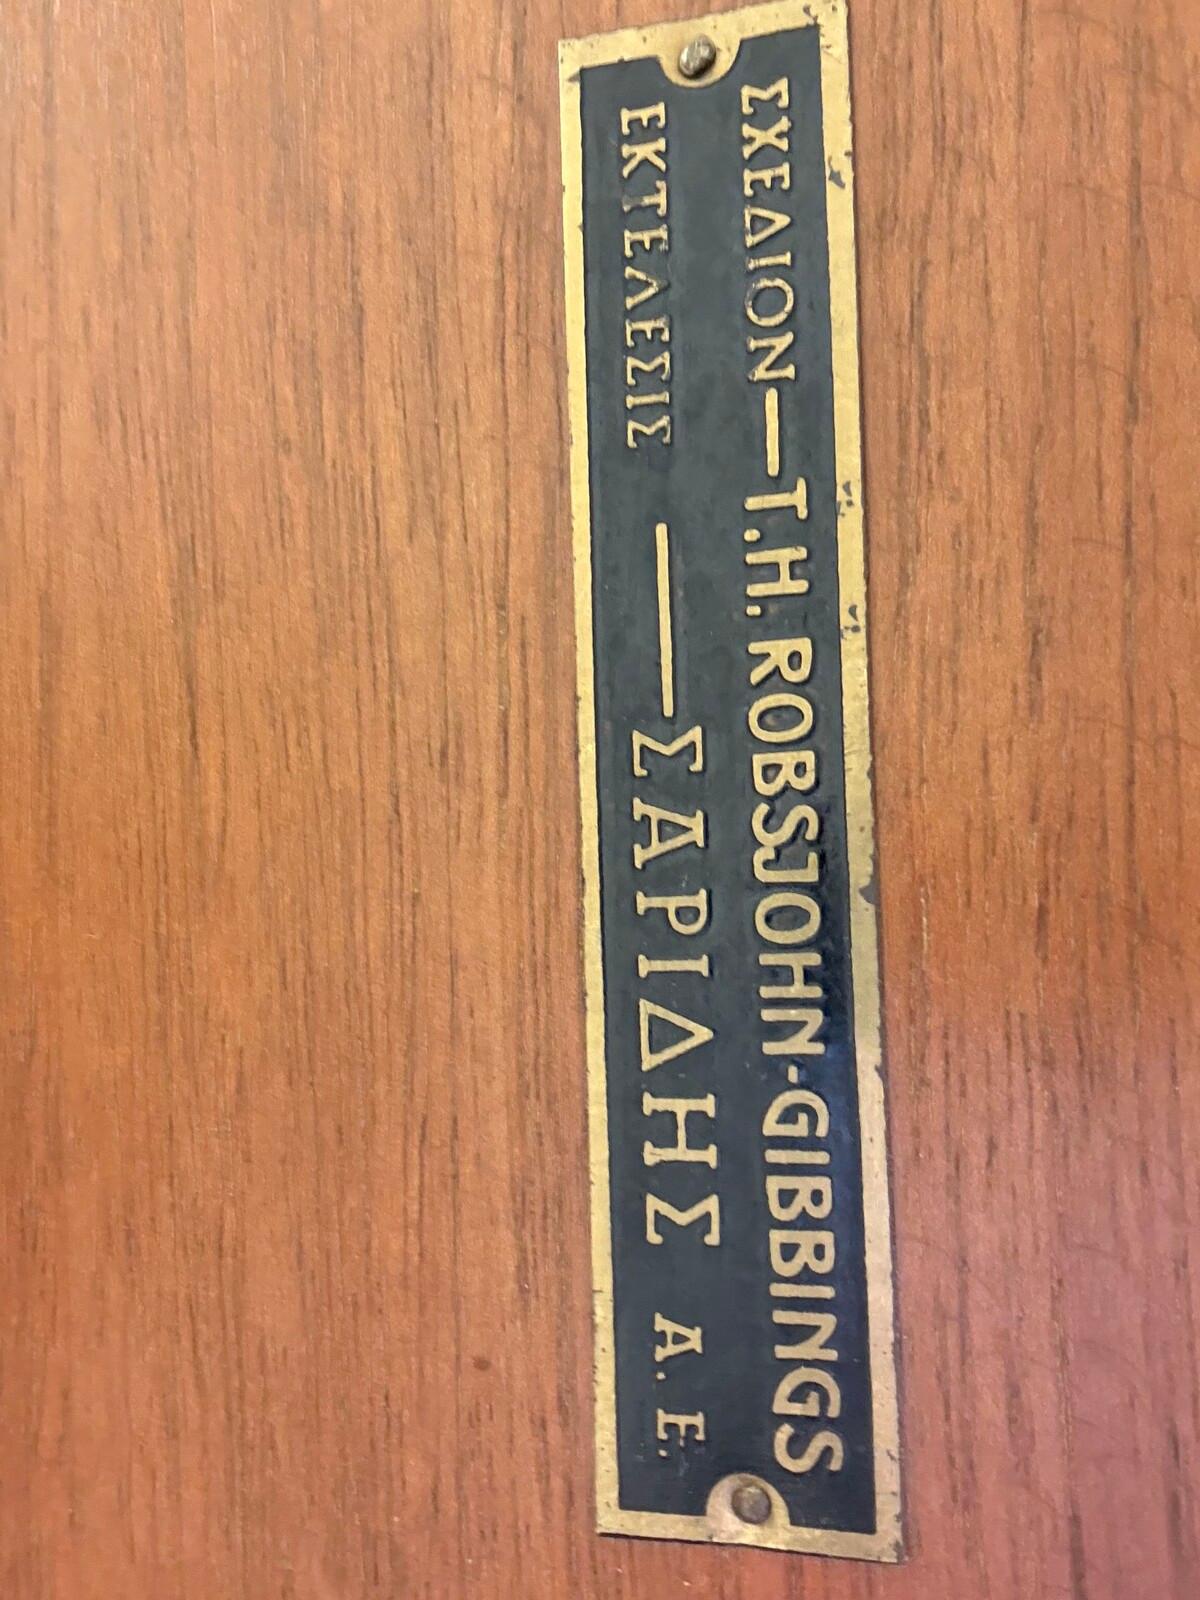 ΣΧΕΔΙΟΝ—T.H. ROBSJOHN-GIBBINGS
ΕΚΤΕΛΕΣΙΣ — ΣΑΡΙΔΗΣ Α.Ε.